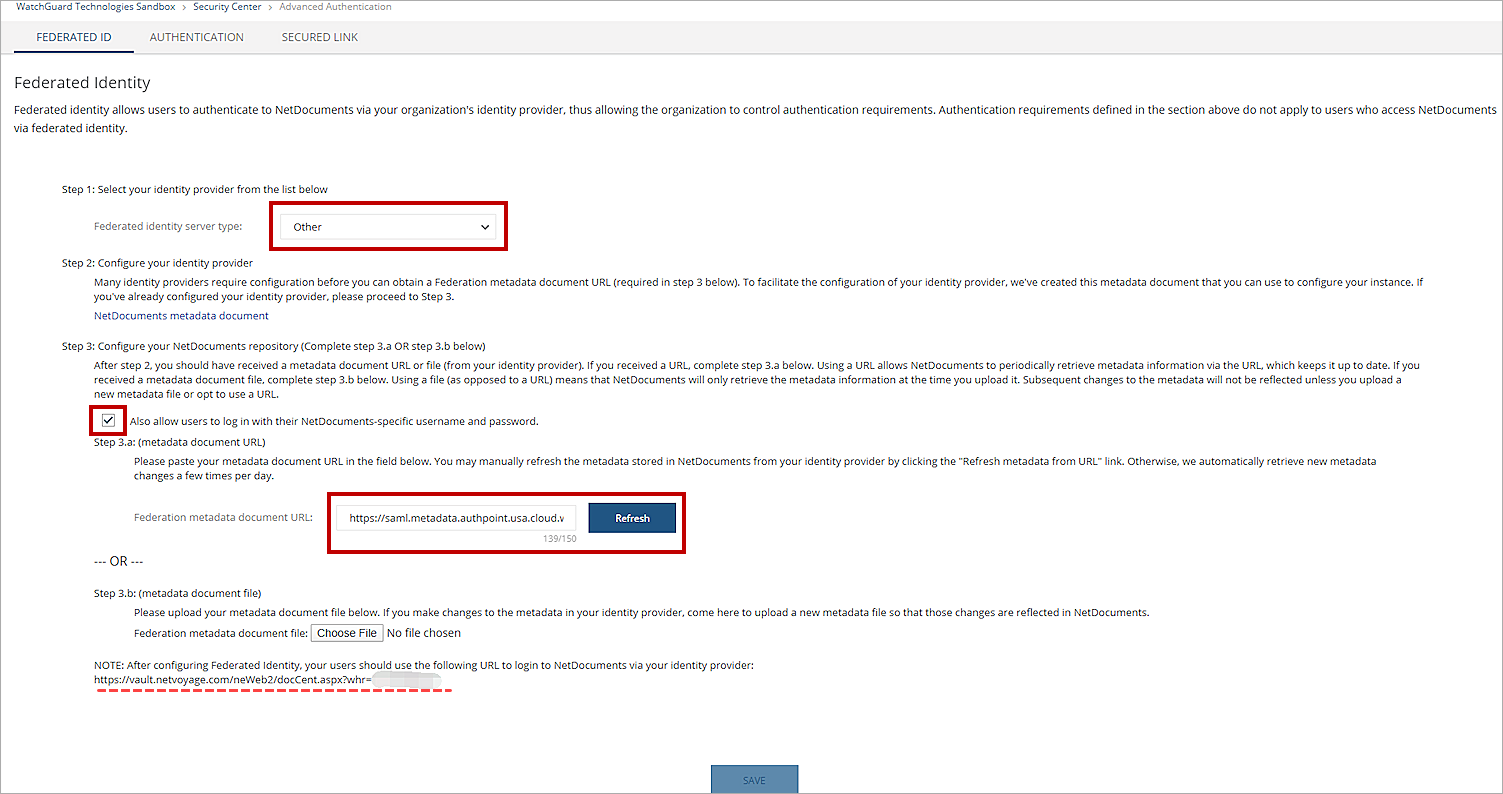 WatchGuard Technologies Sandbox > Security Center > Advanced Authentication
FEDERATED ID AUTHENTICATION SECURED LINK
Federated Identity
Federated identity allows users to authenticate to NetDocuments via your organization's identity provider, thus allowing the organization to control authentication requirements. Authentication requirements defined in the section above do not apply to users who access NetDocuments
via federated identity.
Step 1: Select your identity provider from the list below
Federated identity server type: Other
Step 2: Configure your identity provider
Many identity providers require configuration before you can obtain a Federation metadata document URL (required in step 3 below). To facilitate the configuration of your identity provider, we've created this metadata document that you can use to configure your instance. If
you've already configured your identity provider, please proceed to Step 3.
NetDocuments metadata document
Step 3: Configure your NetDocuments repository (Complete step 3.a OR step 3.b below)
After step 2, you should have received a metadata document URL or file (from your identity provider). If you received a URL, complete step 3.a below. Using a URL allows NetDocuments to periodically retrieve metadata information via the URL, which keeps it up to date. If you
received a metadata document file, complete step 3.b below. Using a file (as opposed to a URL) means that NetDocuments will only retrieve the metadata information at the time you upload it. Subsequent changes to the metadata will not be reflected unless you upload a
new metadata file or opt to use a URL.
Also allow users to log in with their NetDocuments-specific username and password.
Step 3.a: (metadata document URL)
Please paste your metadata document URL in the field below. You may manually refresh the metadata stored in NetDocuments from your identity provider by clicking the "Refresh metadata from URL" link. Otherwise, we automatically retrieve new metadata
changes a few times per day.
Federation metadata document URL: https://saml.metadata.authpoint.usa.cloud.v Refresh
139/150
--- OR ---
Step 3.b: (metadata document file)
Please upload your metadata document file below. If you make changes to the metadata in your identity provider, come here to upload a new metadata file so that those changes are reflected in NetDocuments.
Federation metadata document file: Choose File No file chosen
NOTE: After configuring Federated Identity, your users should use the following URL to login to NetDocuments via your identity provider:
https://vault.netvoyage.com/neWeb2/docCent.aspx?whr=
SAVE